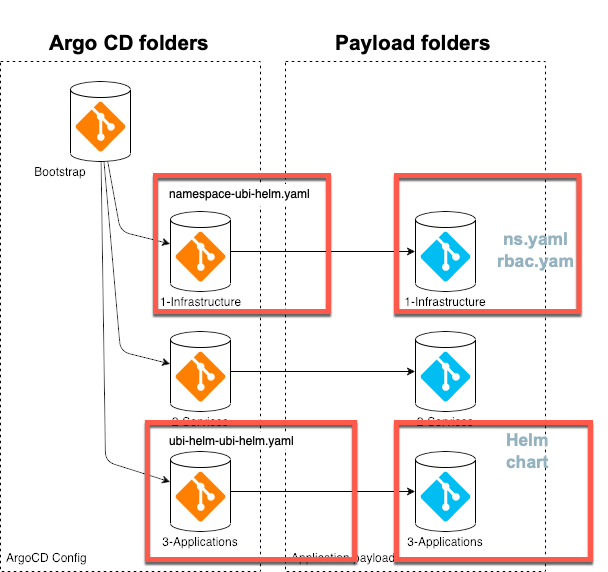 Argo CD folders
Payload folders
Bootstrap
namespace-ubi-helm.yaml
1-Infrastructure
ns.yaml
rbac.yam
1-Infrastructure
2-Services
2-Services
ubi-helm-ubi-helm.yaml
3-Applications
Helm
chart
3-Applications
ArgoCD Config
Application payload